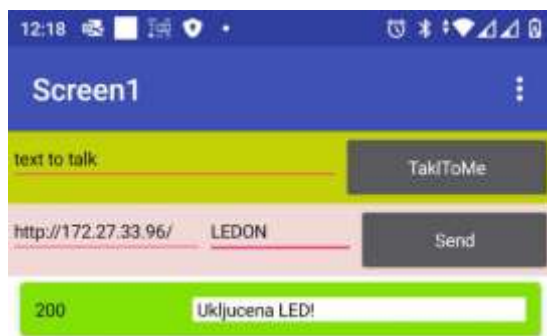 12:18
Screen1
text to talk TaklToMe
http://172.27.33.96/ LEDON Send
200 Ukljucena LED!